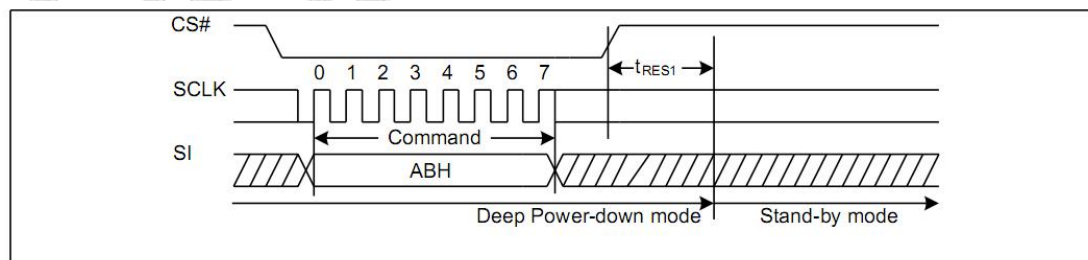 CS#
tRES1
0 1 2 3 4 5 6 7
SCLK
Command
SI
ABH
Deep Power-down mode Stand-by mode